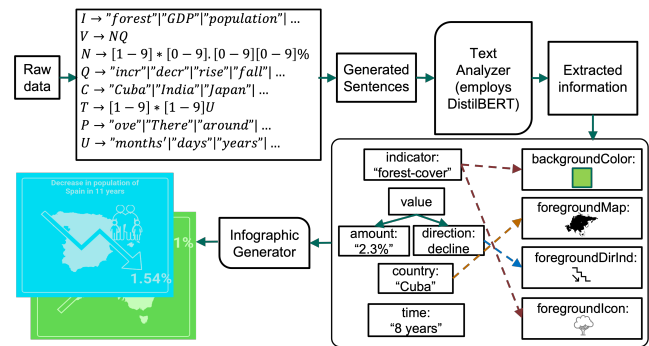 Raw
data
I → "forest"|"GDP"|"population"| ...
V → NQ
N → [1 − 9] ∗ [0 − 9]. [0 − 9][0 − 9]%
Q → "incr"|"decr"|"rise"|"fall"| ...
C → "Cuba"|"India"|"Japan"| ...
T → [1 − 9] ∗ [1 − 9]U
P → "ove"|"There"|"around"| ...
U → "months'|"days"|"years"| ...
Generated
Sentences
Text
Analyzer
(employs
DistilBERT)
Extracted
information
indicator:
"forest-cover"
value
amount:
"2.3%"
direction:
decline
country:
"Cuba"
time:
"8 years"
backgroundColor:
foregroundMap:
foregroundDirInd:
foregroundIcon:
Infographic
Generator
Decrease in population of
Spain in 11 years
1.54%
1%